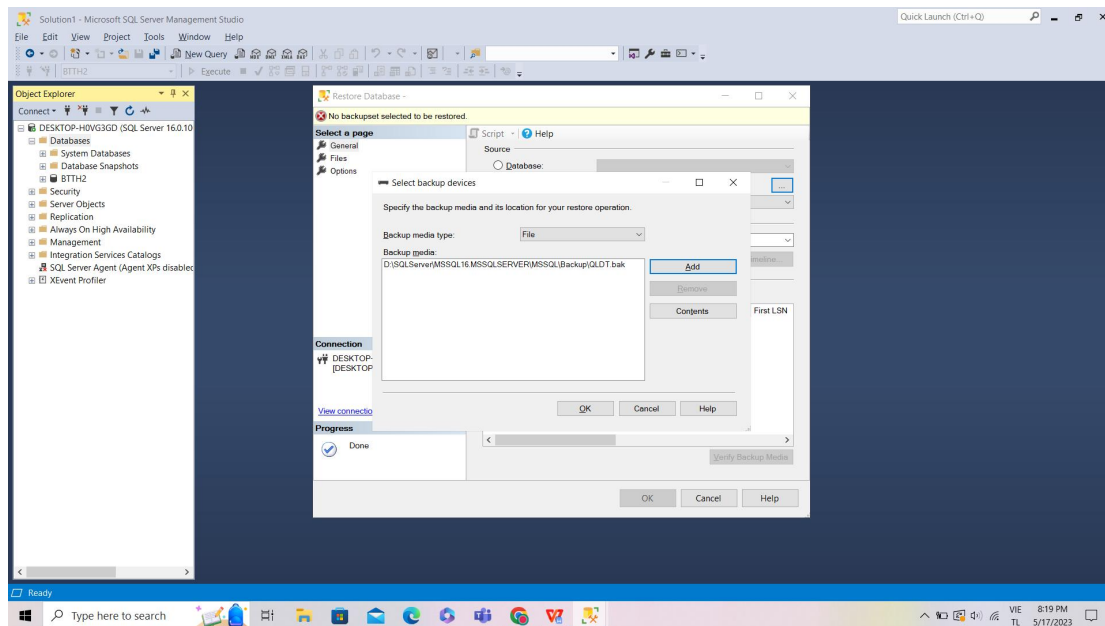 Solution1 - Microsoft SQL Server Management Studio
Quick Launch (Ctrl+Q)
File Edit View Project Tools Window Help
New Query
BTTH2
Execute
Object Explorer
Connect
DESKTOP-H0VG3GD (SQL Server 16.0.10
Databases
System Databases
Database Snapshots
BTTH2
Security
Server Objects
Replication
Always On High Availability
Management
Integration Services Catalogs
SQL Server Agent (Agent XPs disabled
XEvent Profiler
Restore Database -
No backupset selected to be restored.
Select a page
General
Files
Options
Script
Help
Source
Database:
...
Timeline...
First LSN
Select backup devices
Specify the backup media and its location for your restore operation.
Backup media type:
File
Backup media:
D:\SQLServer\MSSQL16.MSSQLSERVER\MSSQL\Backup\QLDT.bak
Add
Remove
Contents
OK Cancel Help
Connection
DESKTOP-
[DESKTOP
View connectio
Progress
Done
Verify Backup Media
OK Cancel Help
Ready
Type here to search
VIE
TL
8:19 PM
5/17/2023